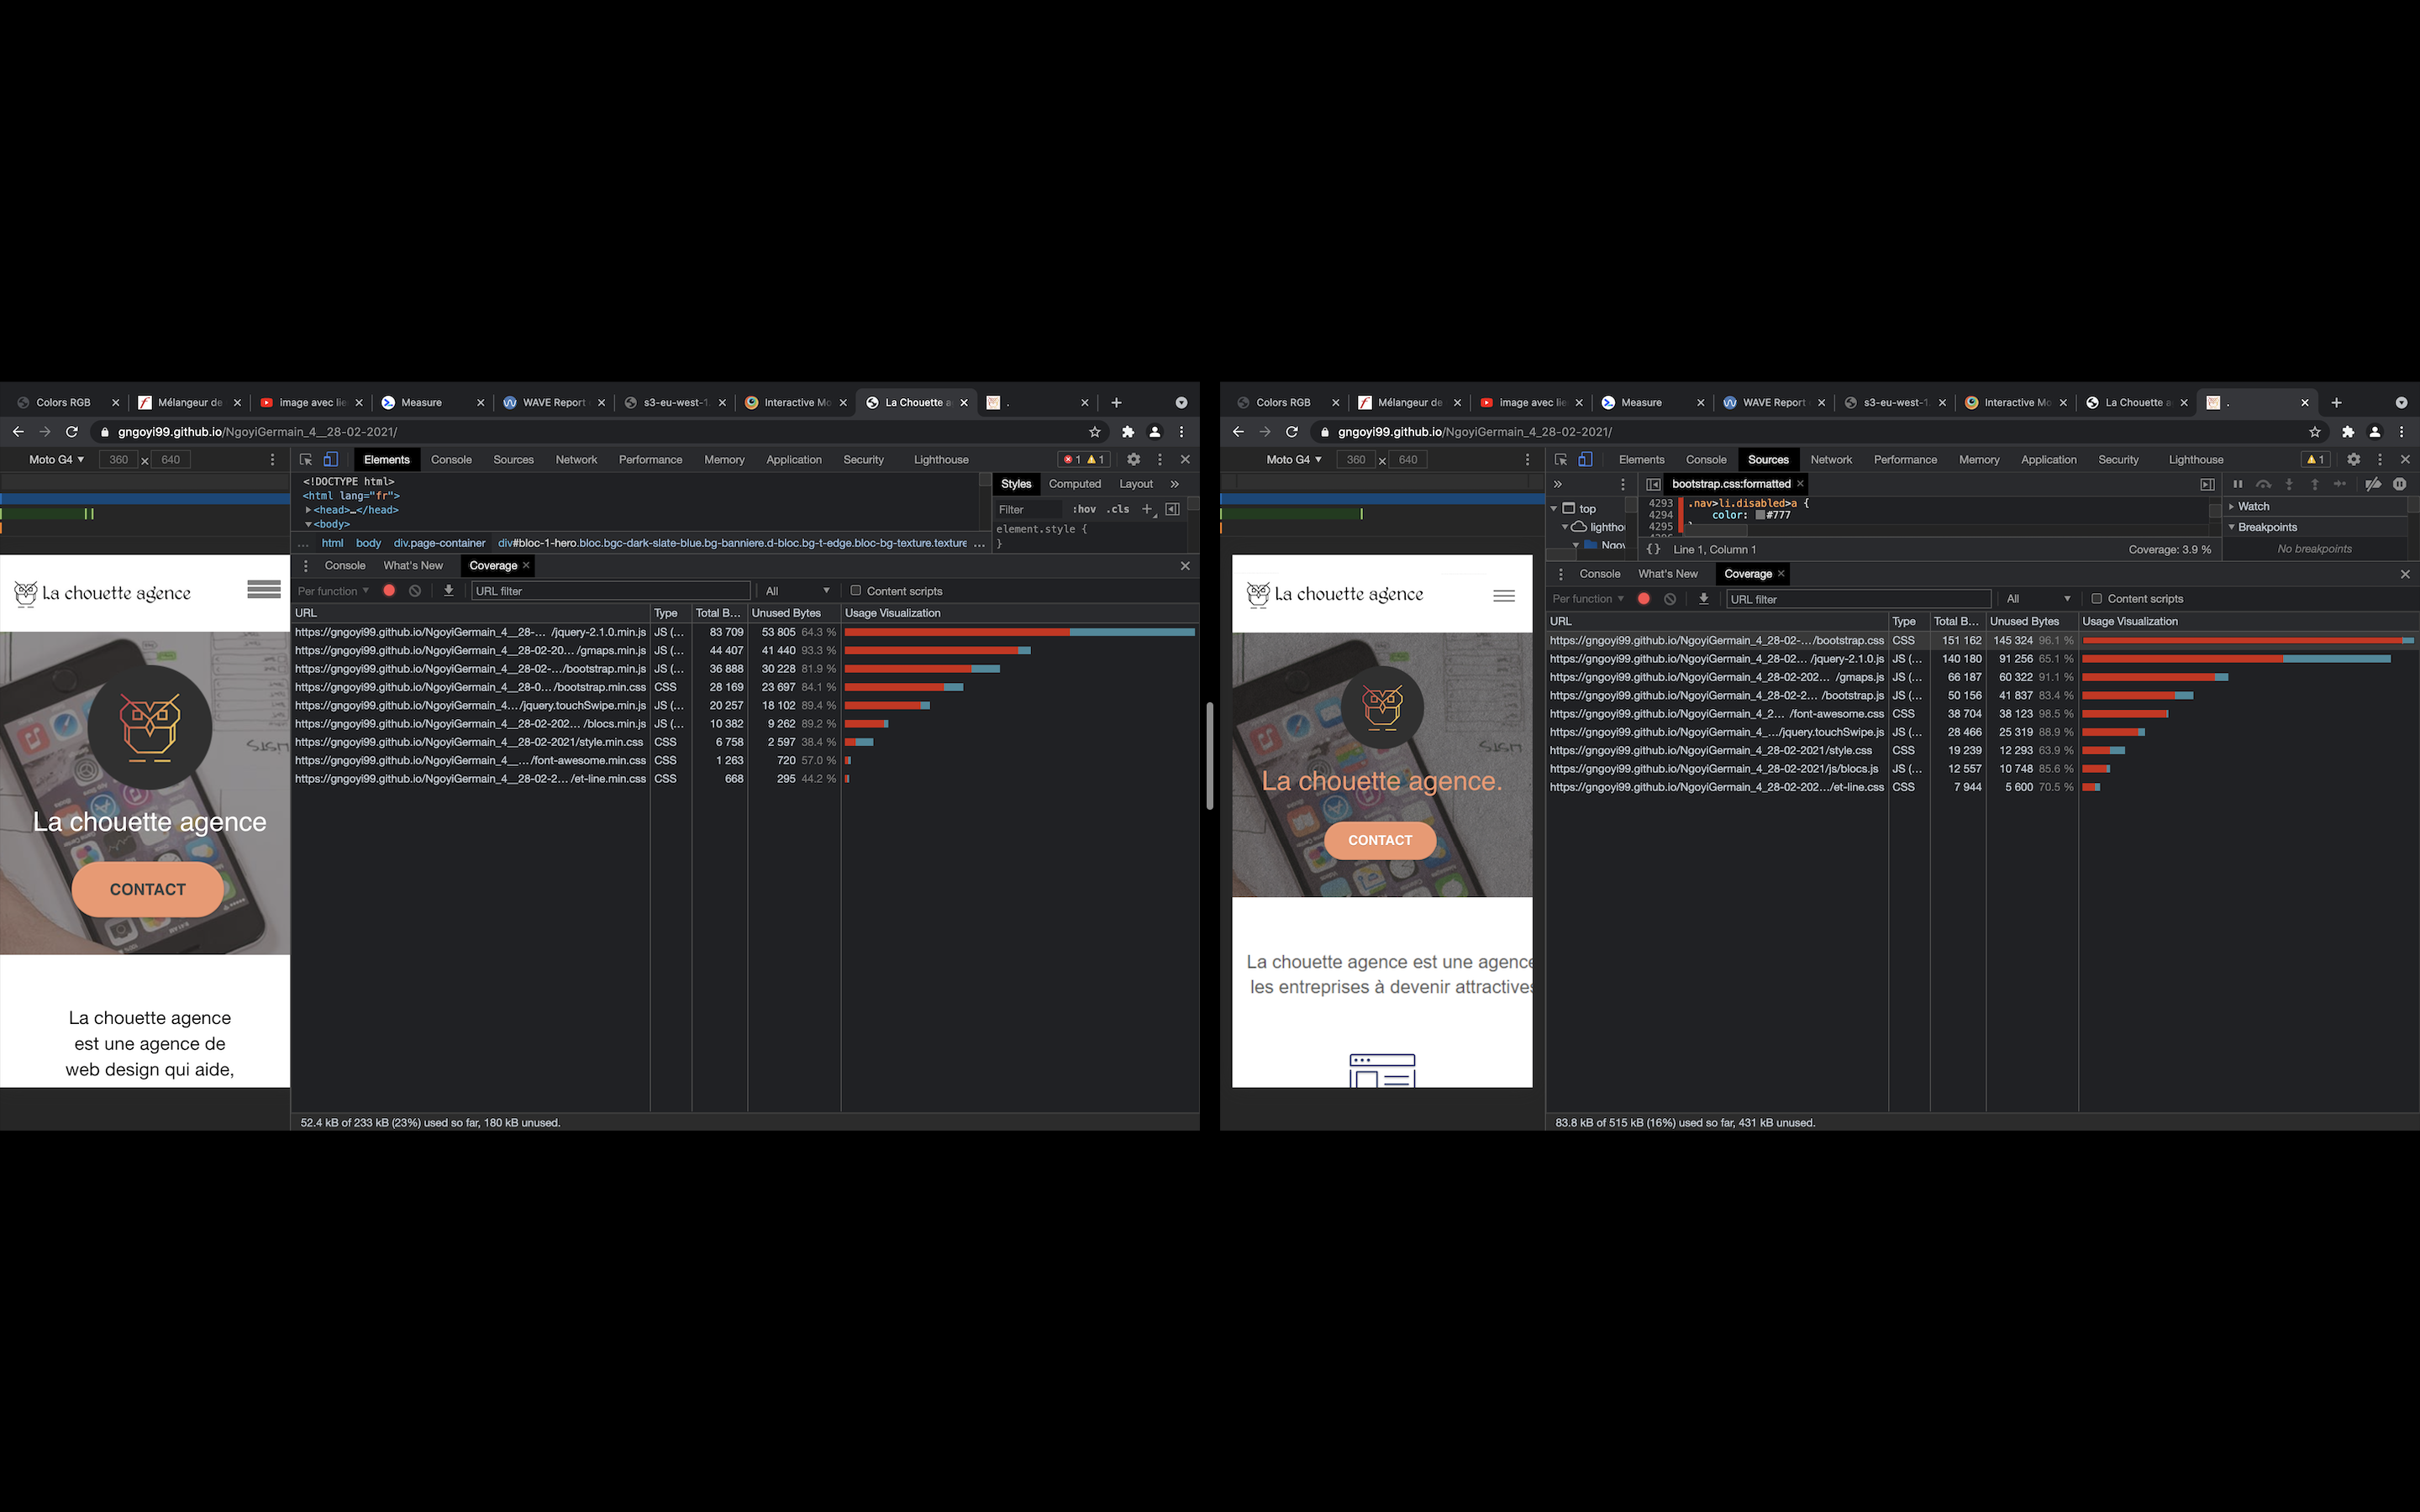 Colors RGB
Mélangeur de
image avec lie
Measure
WAVE Report
s3-eu-west-1.
Interactive Mo
La Chouette a
.
gngoyi99.github.io/NgoyiGermain_4__28-02-2021/
Moto G4 ▾ 360 × 640
Elements Console Sources Network Performance Memory Application Security Lighthouse 1 1
<!DOCTYPE html>
<html lang="fr">
<head>…</head>
<body>
… html body div.page-container div#bloc-1-hero.bloc.bgc-dark-slate-blue.bg-banniere.d-bloc.bg-t-edge.bloc-bg-texture.texture …
Styles Computed Layout »
Filter :hov .cls +
element.style {
}
Console What's New Coverage ×
Per function URL filter All Content scripts
URL Type Total B… Unused Bytes Usage Visualization
https://gngoyi99.github.io/NgoyiGermain_4__28-… /jquery-2.1.0.min.js JS (… 83 709 53 805 64.3 %
https://gngoyi99.github.io/NgoyiGermain_4__28-02-20… /gmaps.min.js JS (… 44 407 41 440 93.3 %
https://gngoyi99.github.io/NgoyiGermain_4__28-02-… /bootstrap.min.js JS (… 36 888 30 228 81.9 %
https://gngoyi99.github.io/NgoyiGermain_4__28-0… /bootstrap.min.css CSS 28 169 23 697 84.1 %
https://gngoyi99.github.io/NgoyiGermain_4… /jquery.touchSwipe.min.js JS (… 20 257 18 102 89.4 %
https://gngoyi99.github.io/NgoyiGermain_4__28-02-202… /blocs.min.js JS (… 10 382 9 262 89.2 %
https://gngoyi99.github.io/NgoyiGermain_4__28-02-2021/style.min.css CSS 6 758 2 597 38.4 %
https://gngoyi99.github.io/NgoyiGermain_4__… /font-awesome.min.css CSS 1 263 720 57.0 %
https://gngoyi99.github.io/NgoyiGermain_4__28-02-2… /et-line.min.css CSS 668 295 44.2 %
52.4 kB of 233 kB (23%) used so far, 180 kB unused.
La chouette agence
La chouette agence
CONTACT
La chouette agence
est une agence de
web design qui aide,
Colors RGB
Mélangeur de
image avec lie
Measure
WAVE Report
s3-eu-west-1.
Interactive Mo
La Chouette a
.
gngoyi99.github.io/NgoyiGermain_4_28-02-2021/
Moto G4 ▾ 360 × 640
Elements Console Sources Network Performance Memory Application Security Lighthouse 1
» bootstrap.css:formatted ×
top
lightho
Ngoy
4293 .nav>li.disabled>a {
4294 color: #777
4295 }
{} Line 1, Column 1 Coverage: 3.9 %
Watch
Breakpoints
No breakpoints
Console What's New Coverage ×
Per function URL filter All Content scripts
URL Type Total B… Unused Bytes Usage Visualization
https://gngoyi99.github.io/NgoyiGermain_4_28-02-… /bootstrap.css CSS 151 162 145 324 96.1 %
https://gngoyi99.github.io/NgoyiGermain_4_28-02… /jquery-2.1.0.js JS (… 140 180 91 256 65.1 %
https://gngoyi99.github.io/NgoyiGermain_4_28-02-202… /gmaps.js JS (… 66 187 60 322 91.1 %
https://gngoyi99.github.io/NgoyiGermain_4_28-02-2… /bootstrap.js JS (… 50 156 41 837 83.4 %
https://gngoyi99.github.io/NgoyiGermain_4_2… /font-awesome.css CSS 38 704 38 123 98.5 %
https://gngoyi99.github.io/NgoyiGermain_4_… /jquery.touchSwipe.js JS (… 28 466 25 319 88.9 %
https://gngoyi99.github.io/NgoyiGermain_4_28-02-2021/style.css CSS 19 239 12 293 63.9 %
https://gngoyi99.github.io/NgoyiGermain_4_28-02-2021/js/blocs.js JS (… 12 557 10 748 85.6 %
https://gngoyi99.github.io/NgoyiGermain_4_28-02-202… /et-line.css CSS 7 944 5 600 70.5 %
83.8 kB of 515 kB (16%) used so far, 431 kB unused.
La chouette agence
La chouette agence.
CONTACT
La chouette agence est une agence
les entreprises à devenir attractives